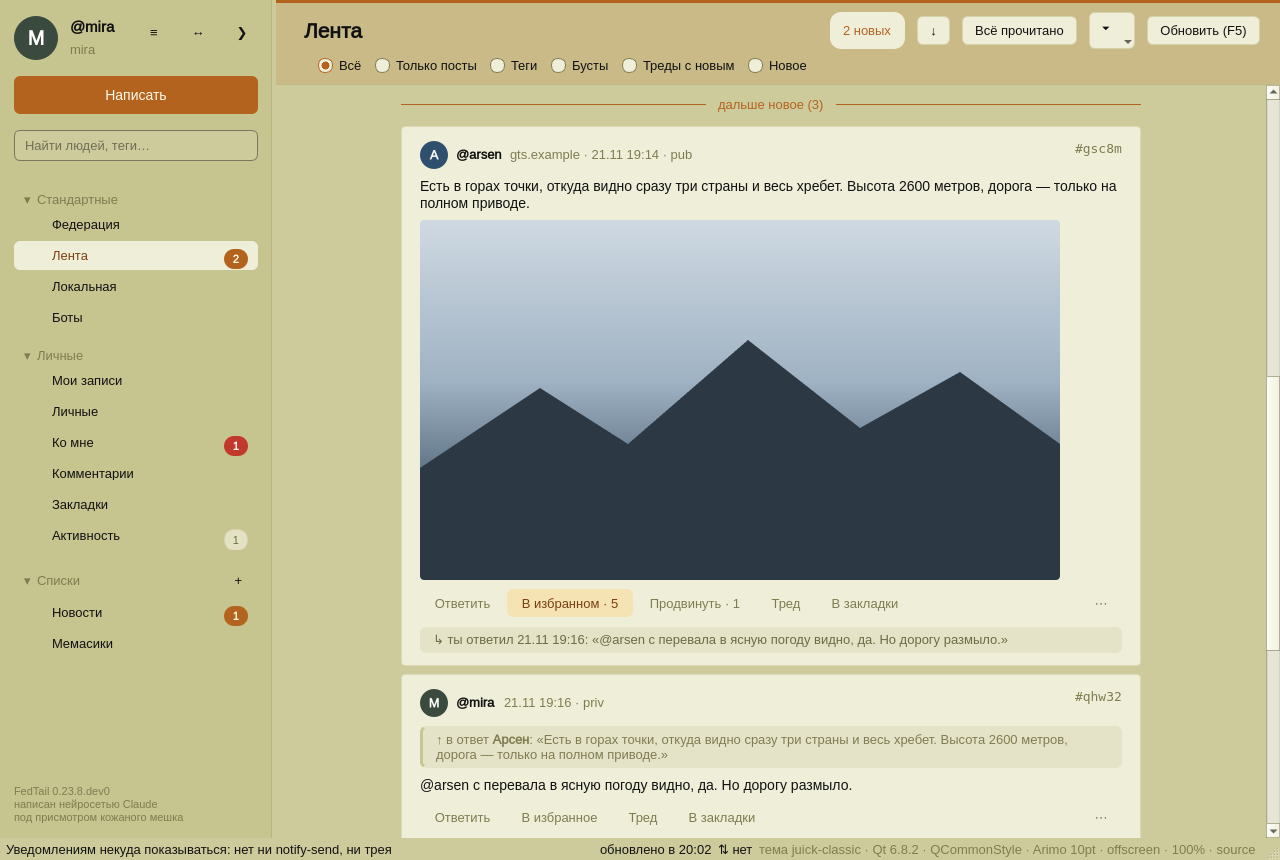 M
@mira
mira
≡ ↔ ❯
Написать
Найти людей, теги…
▾ Стандартные
Федерация
Лента 2
Локальная
Боты
▾ Личные
Мои записи
Личные
Ко мне 1
Комментарии
Закладки
Активность 1
▾ Списки +
Новости 1
Мемасики
FedTail 0.23.8.dev0
написан нейросетью Claude
под присмотром кожаного мешка
Лента
2 новых ↓ Всё прочитано Обновить (F5)
Всё Только посты Теги Бусты Треды с новым Новое
дальше новое (3)
A @arsen gts.example · 21.11 19:14 · pub #gsc8m
Есть в горах точки, откуда видно сразу три страны и весь хребет. Высота 2600 метров, дорога — только на
полном приводе.
Ответить В избранном · 5 Продвинуть · 1 Тред В закладки ···
↳ ты ответил 21.11 19:16: «@arsen с перевала в ясную погоду видно, да. Но дорогу размыло.»
M @mira 21.11 19:16 · priv #qhw32
↑ в ответ Арсен: «Есть в горах точки, откуда видно сразу три страны и весь хребет. Высота 2600 метров,
дорога — только на полном приводе.»
@arsen с перевала в ясную погоду видно, да. Но дорогу размыло.
Ответить В избранное Тред В закладки ···
Уведомлениям некуда показываться: нет ни notify-send, ни трея
обновлено в 20:02 ⇅ нет тема juick-classic · Qt 6.8.2 · QCommonStyle · Arimo 10pt · offscreen · 100% · source